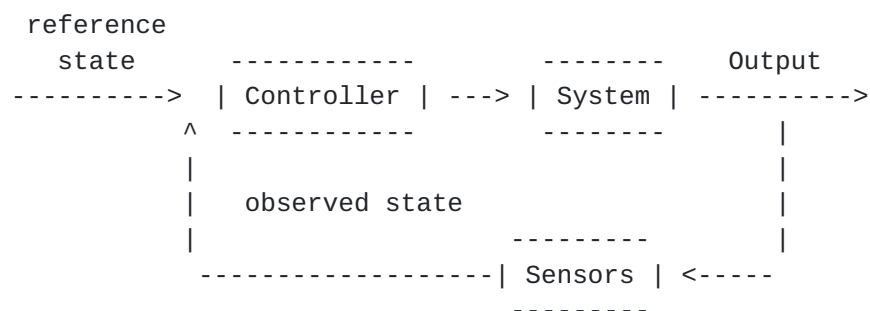 reference
state Output
Controller System
observed state
Sensors